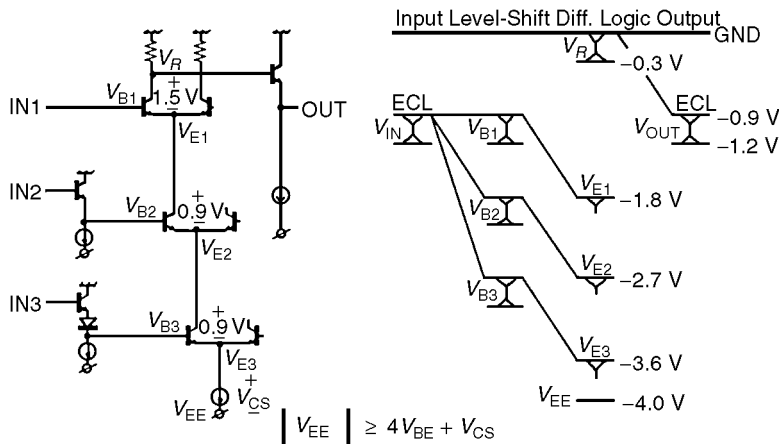 Input Level-Shift Diff. Logic Output
GND
V_R
V_R
−0.3 V
+
IN1
V_B1
1.5 V
−
OUT
ECL
ECL
−0.9 V
V_IN
V_B1
V_OUT
−1.2 V
V_E1
V_E1
−1.8 V
IN2
+
V_B2
0.9 V
−
V_B2
V_E2
V_E2
−2.7 V
IN3
+
V_B3
0.9 V
−
V_B3
V_E3
V_E3
−3.6 V
+
V_EE
V_CS
−
V_EE
−4.0 V
|V_EE| ≥ 4V_BE + V_CS